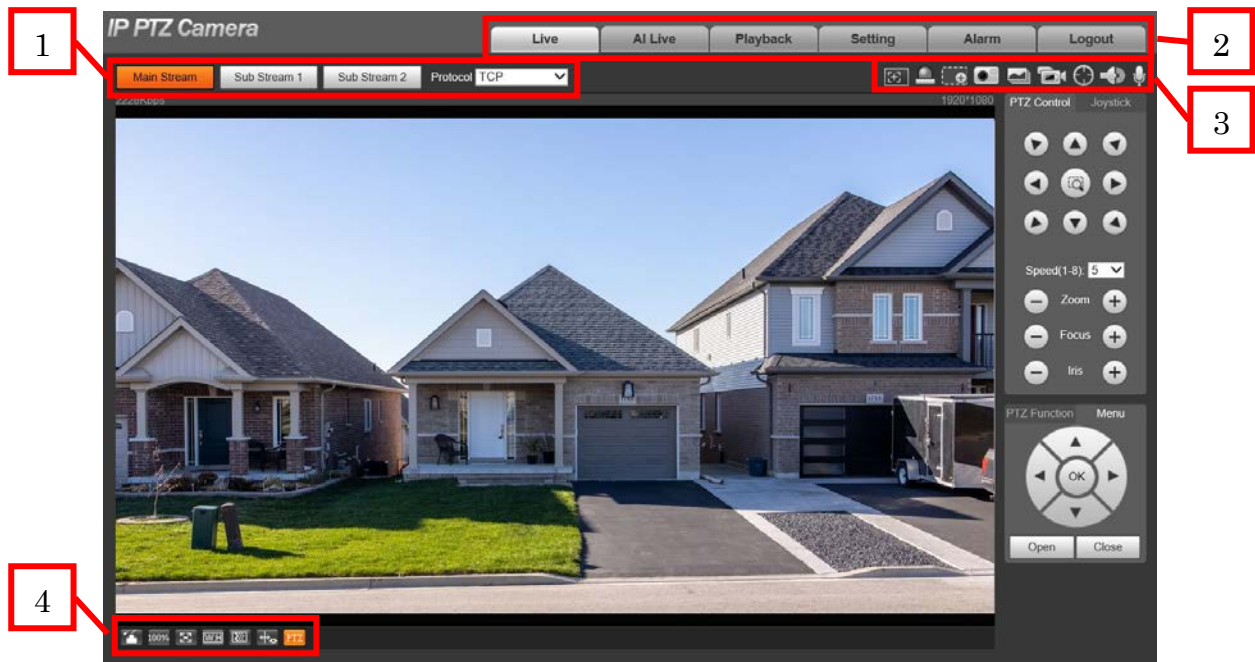 IP PTZ Camera
1
Live AI Live Playback Setting Alarm Logout
2
Main Stream Sub Stream 1 Sub Stream 2 Protocol TCP
3
2228Kbps 1920*1080
PTZ Control Joystick
Speed(1-8): 5
Zoom
Focus
Iris
PTZ Function Menu
OK
Open Close
4
100% W:H PTZ